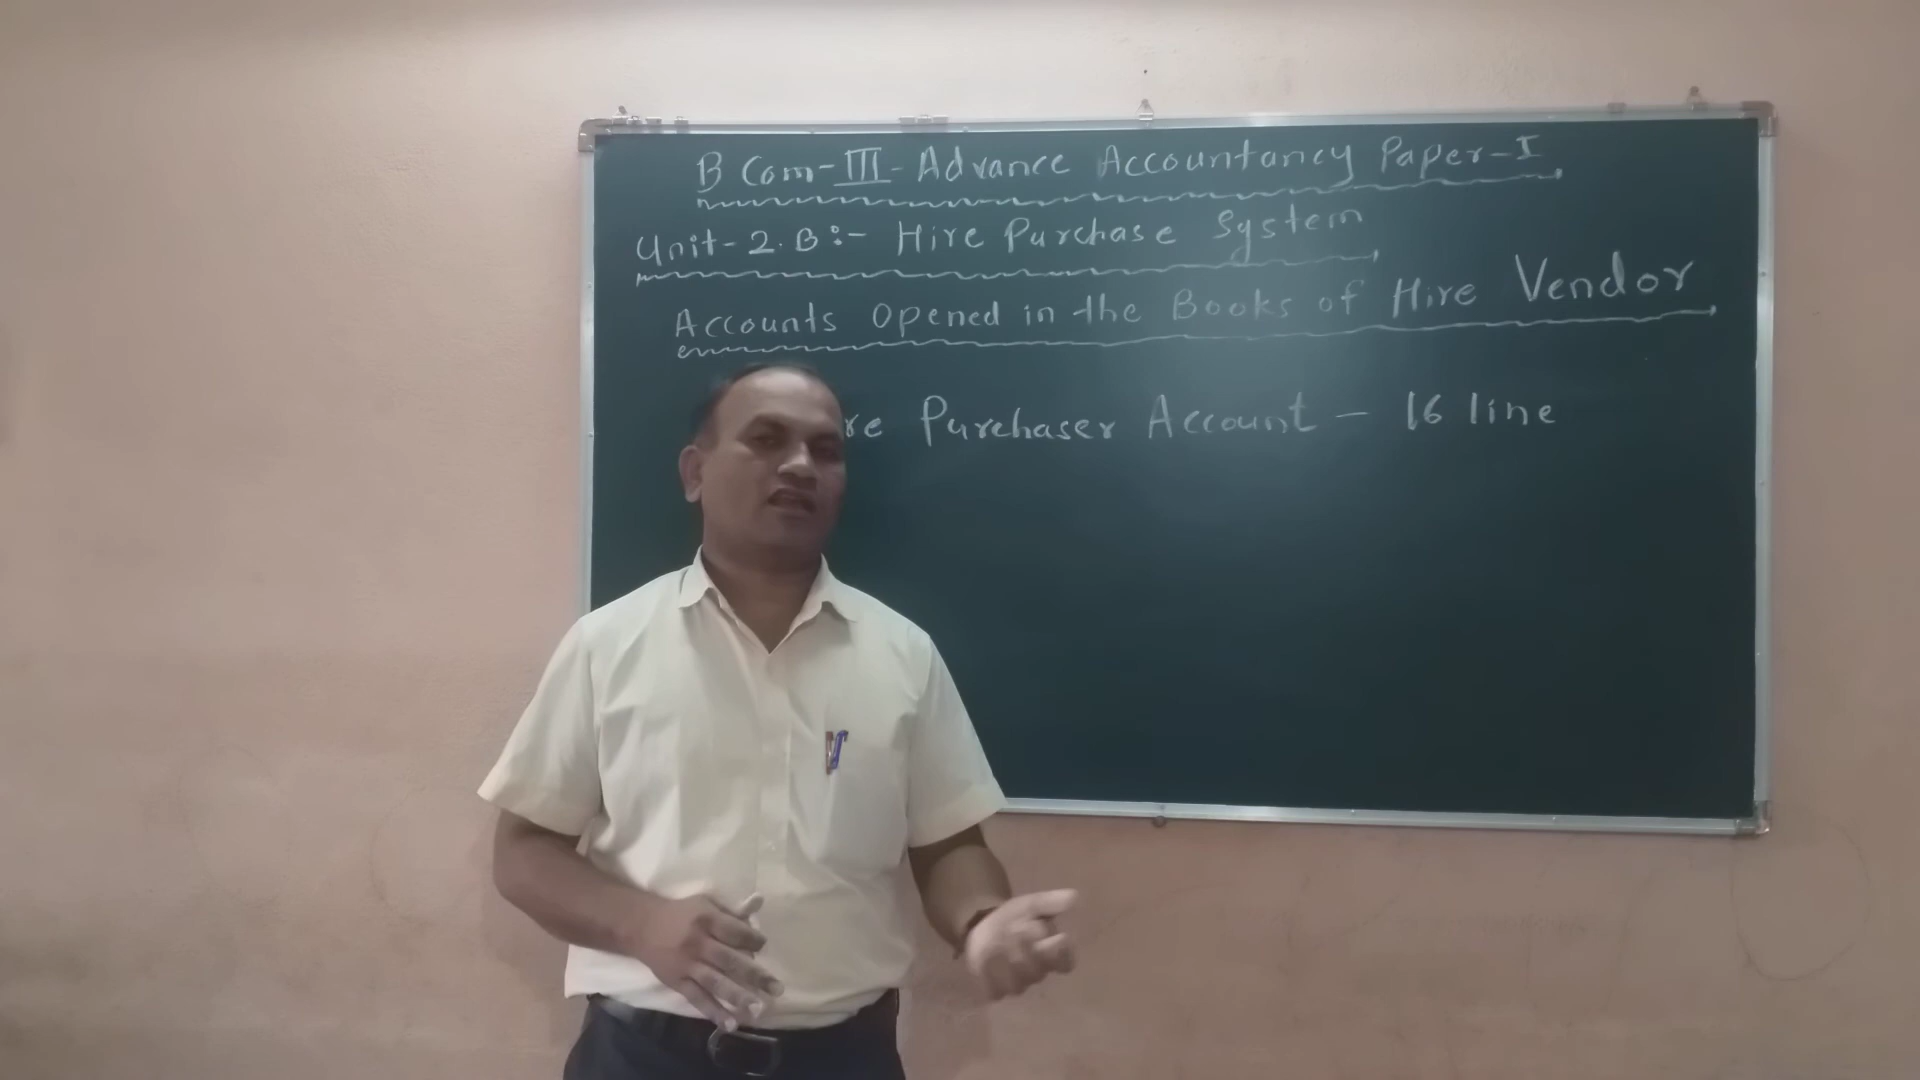 B Com-III-Advance Accountancy Paper-I
Unit-2.B:- Hire Purchase System
Accounts Opened in the Books of Hire Vendor
Purchaser Account - 16 line